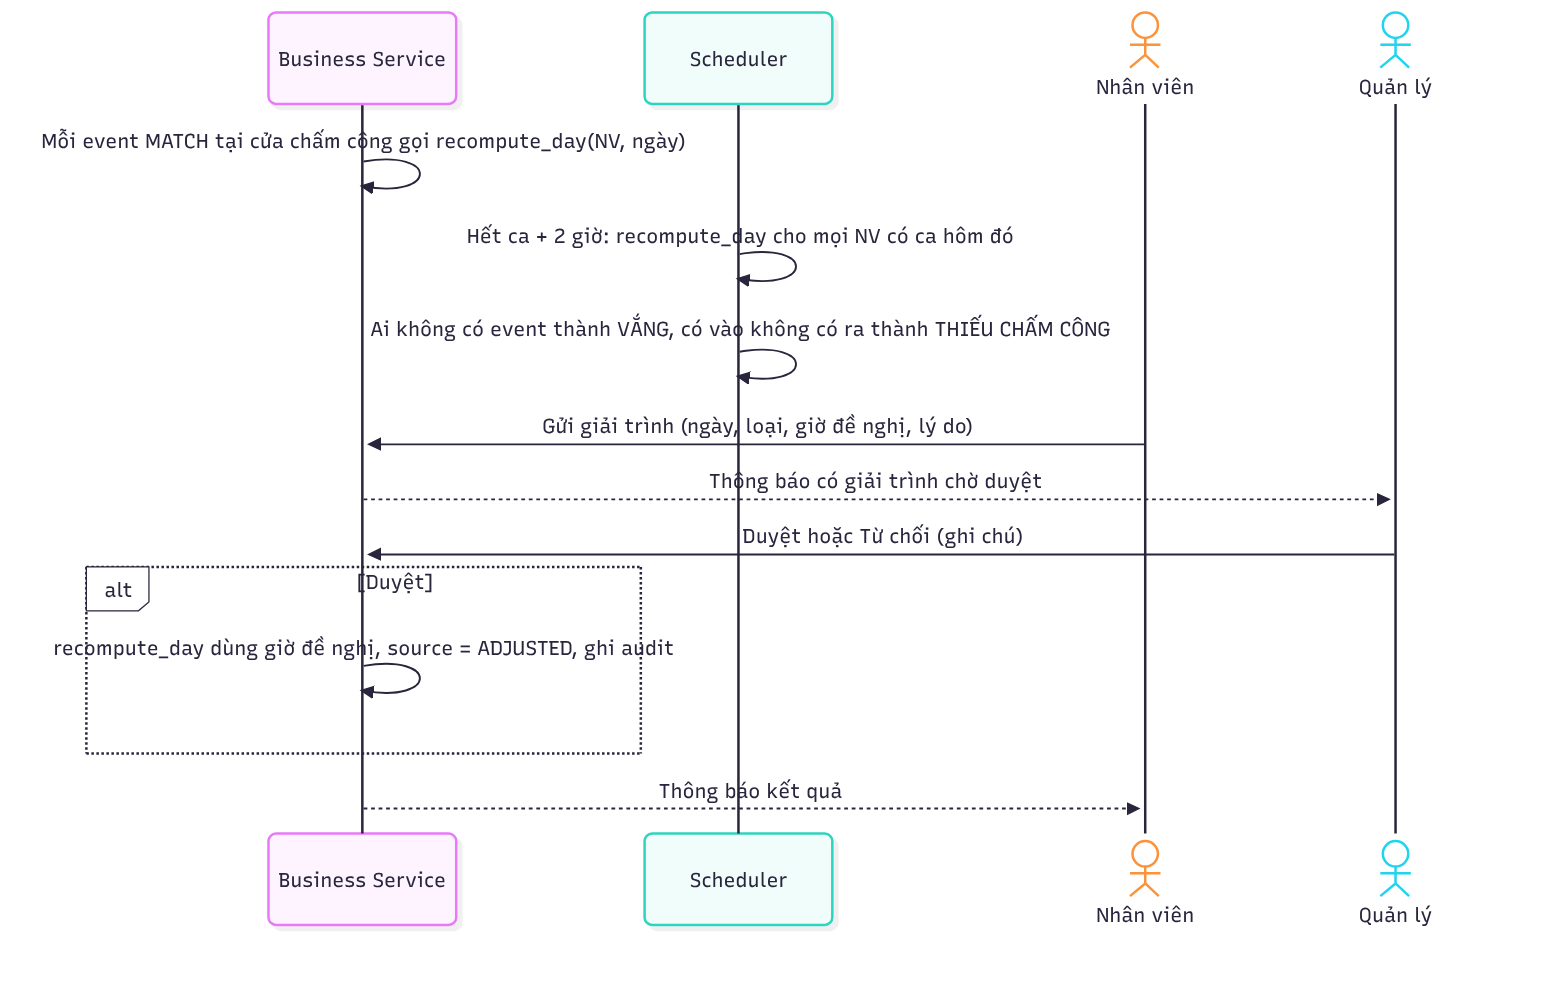 Business Service
Scheduler
Nhân viên
Quản lý
Mỗi event MATCH tại cửa chấm công gọi recompute_day(NV, ngày)
Hết ca + 2 giờ: recompute_day cho mọi NV có ca hôm đó
Ai không có event thành VẮNG, có vào không có ra thành THIẾU CHẤM CÔNG
Gửi giải trình (ngày, loại, giờ đề nghị, lý do)
Thông báo có giải trình chờ duyệt
Duyệt hoặc Từ chối (ghi chú)
alt
[Duyệt]
recompute_day dùng giờ đề nghị, source = ADJUSTED, ghi audit
Thông báo kết quả
Business Service
Scheduler
Nhân viên
Quản lý